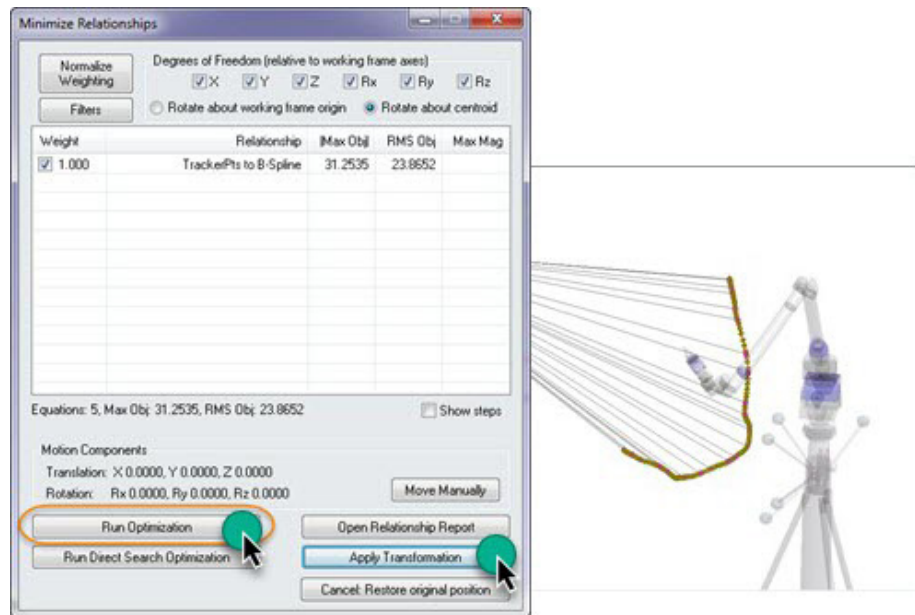 Minimize Relationships
Normalize Weighting
Degrees of Freedom (relative to working frame axes)
X Y Z Rx Ry Rz
Filters
Rotate about working frame origin Rotate about centroid
Weight Relationship |Max Obj| RMS Obj Max Mag
1.000 TrackerPts to B-Spline 31.2535 23.8652
Equations: 5, Max Obj: 31.2535, RMS Obj: 23.8652 Show steps
Motion Components
Translation: X 0.0000, Y 0.0000, Z 0.0000
Rotation: Rx 0.0000, Ry 0.0000, Rz 0.0000 Move Manually
Run Optimization Open Relationship Report
Run Direct Search Optimization Apply Transformation
Cancel: Restore original position